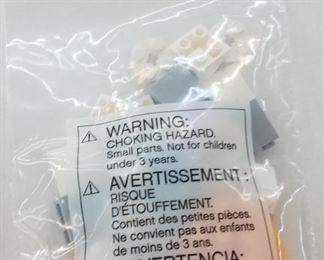 WARNING:
CHOKING HAZARD.
Small parts. Not for children
under 3 years.
AVERTISSEMENT:
RISQUE
D'ÉTOUFFEMENT.
Contient des petites pièces.
Ne convient pas aux enfants
de moins de 3 ans.
ADVERTENCIA: